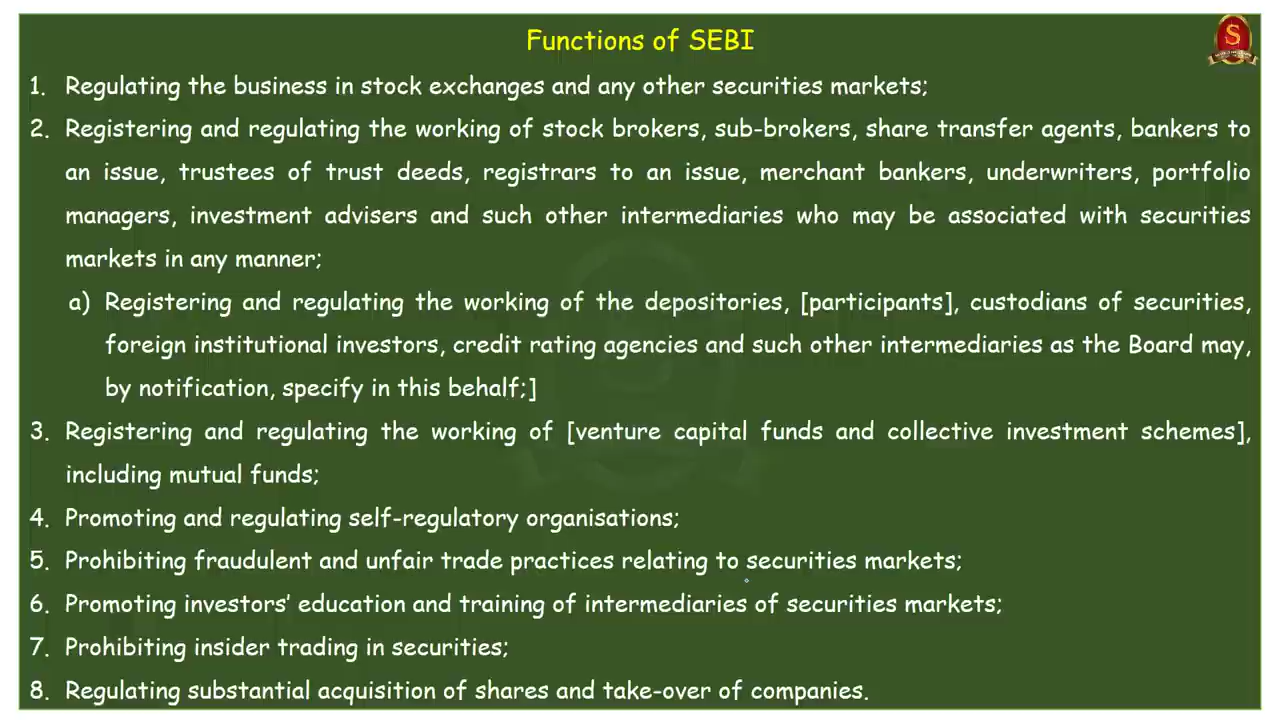 Functions of SEBI
S
1. Regulating the business in stock exchanges and any other securities markets;
2. Registering and regulating the working of stock brokers, sub-brokers, share transfer agents, bankers to
an issue, trustees of trust deeds, registrars to an issue, merchant bankers, underwriters, portfolio
managers, investment advisers and such other intermediaries who may be associated with securities
markets in any manner;
a) Registering and regulating the working of the depositories, [participants], custodians of securities,
foreign institutional investors, credit rating agencies and such other intermediaries as the Board may,
by notification, specify in this behalf;]
3. Registering and regulating the working of [venture capital funds and collective investment schemes],
including mutual funds;
4. Promoting and regulating self-regulatory organisations;
5. Prohibiting fraudulent and unfair trade practices relating to securities markets;
6. Promoting investors' education and training of intermediaries of securities markets;
7. Prohibiting insider trading in securities;
8. Regulating substantial acquisition of shares and take-over of companies.